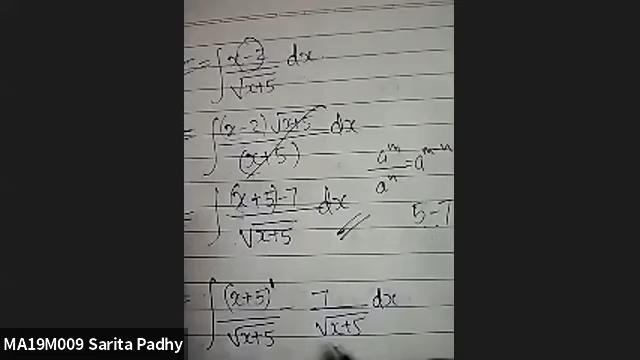 = ∫ x-2 / √x+5 dx
= ∫ (x-2) √x+5 / (x+5) dx
a^m / a^n = a^m-n
= ∫ (x+5)-7 / √x+5 dx
5-7
= ∫ (x+5)^1 / √x+5 7 / √x+5 dx
MA19M009 Sarita Padhy